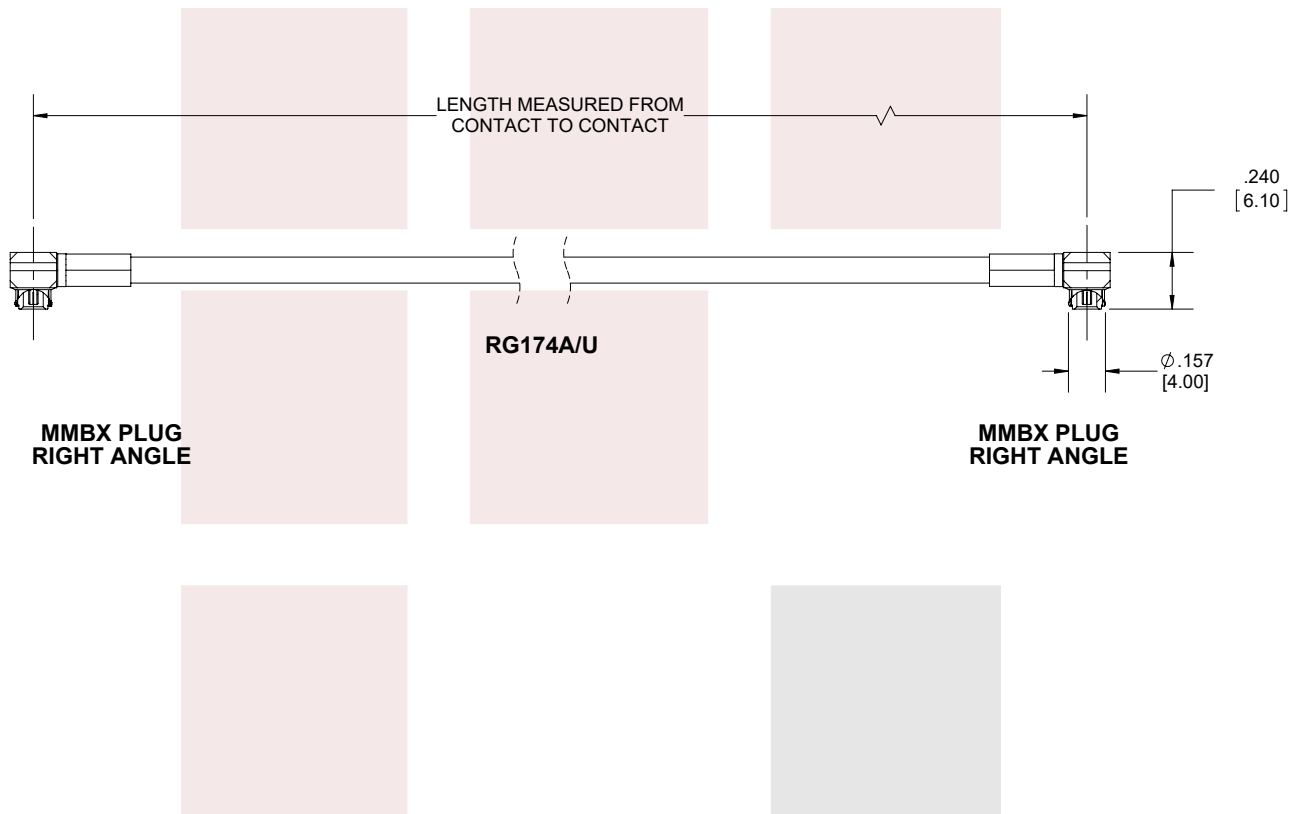 LENGTH MEASURED FROM
CONTACT TO CONTACT
.240
[6.10]
RG174A/U
Ø.157
[4.00]
MMBX PLUG
RIGHT ANGLE
MMBX PLUG
RIGHT ANGLE